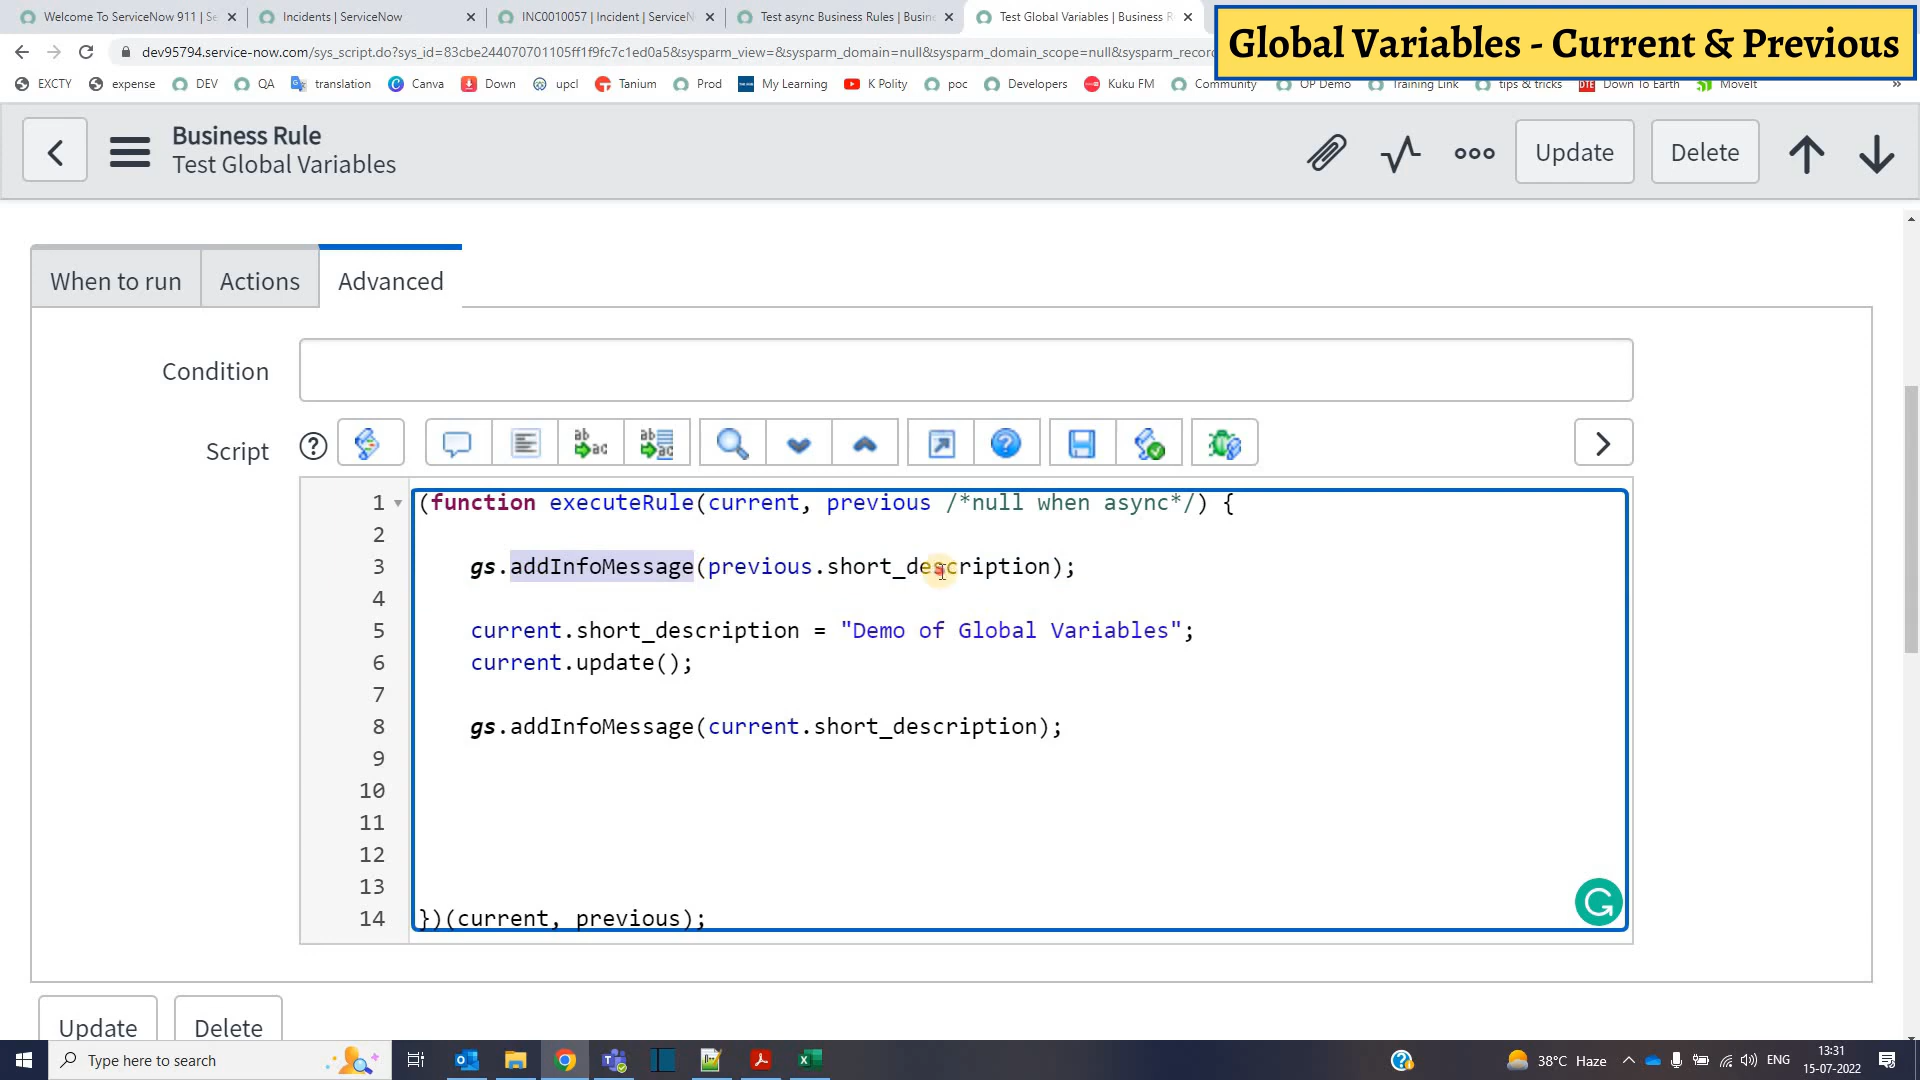 Welcome To ServiceNow 911 | Se
Incidents | ServiceNow
INC0010057 | Incident | ServiceN
Test async Business Rules | Busine
Test Global Variables | Business R
Global Variables - Current & Previous
dev95794.service-now.com/sys_script.do?sys_id=83cbe244070701105ff1f9fc7c1ed0a5&sysparm_view=&sysparm_domain=null&sysparm_domain_scope=null&sysparm_recor
EXCTY
expense
DEV
QA
translation
Canva
Down
upcl
Tanium
Prod
My Learning
K Polity
poc
Developers
Kuku FM
Community
OP Demo
Training Link
tips & tricks
Down To Earth
MoveIt
»
Business Rule
Test Global Variables
Update
Delete
When to run
Actions
Advanced
Condition
Script
1 (function executeRule(current, previous /*null when async*/) {
2
3 gs.addInfoMessage(previous.short_description);
4
5 current.short_description = "Demo of Global Variables";
6 current.update();
7
8 gs.addInfoMessage(current.short_description);
9
10
11
12
13
14 })(current, previous);
Update
Delete
Type here to search
38°C Haze
ENG
13:31
15-07-2022